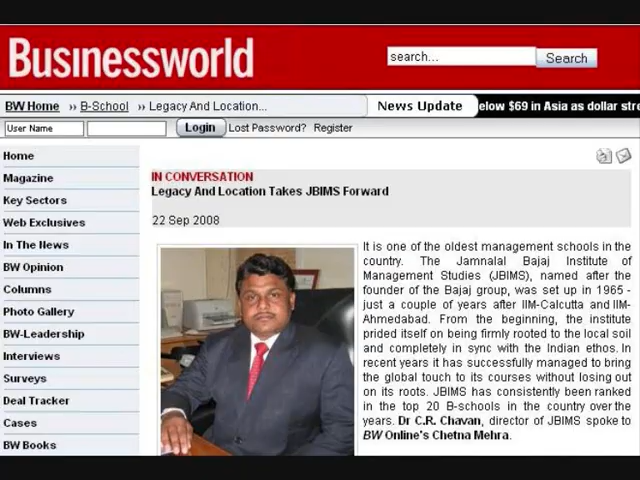 Businessworld
search... Search
BW Home ›› B-School ›› Legacy And Location... News Update elow $69 in Asia as dollar stre
User Name Login Lost Password? Register
Home
Magazine
Key Sectors
Web Exclusives
In The News
BW Opinion
Columns
Photo Gallery
BW-Leadership
Interviews
Surveys
Deal Tracker
Cases
BW Books
IN CONVERSATION
Legacy And Location Takes JBIMS Forward
22 Sep 2008
It is one of the oldest management schools in the
country. The Jamnalal Bajaj Institute of
Management Studies (JBIMS), named after the
founder of the Bajaj group, was set up in 1965 -
just a couple of years after IIM-Calcutta and IIM-
Ahmedabad. From the beginning, the institute
prided itself on being firmly rooted to the local soil
and completely in sync with the Indian ethos. In
recent years it has successfully managed to bring
the global touch to its courses without losing out
on its roots. JBIMS has consistently been ranked
in the top 20 B-schools in the country over the
years. Dr C.R. Chavan, director of JBIMS spoke to
BW Online's Chetna Mehra.